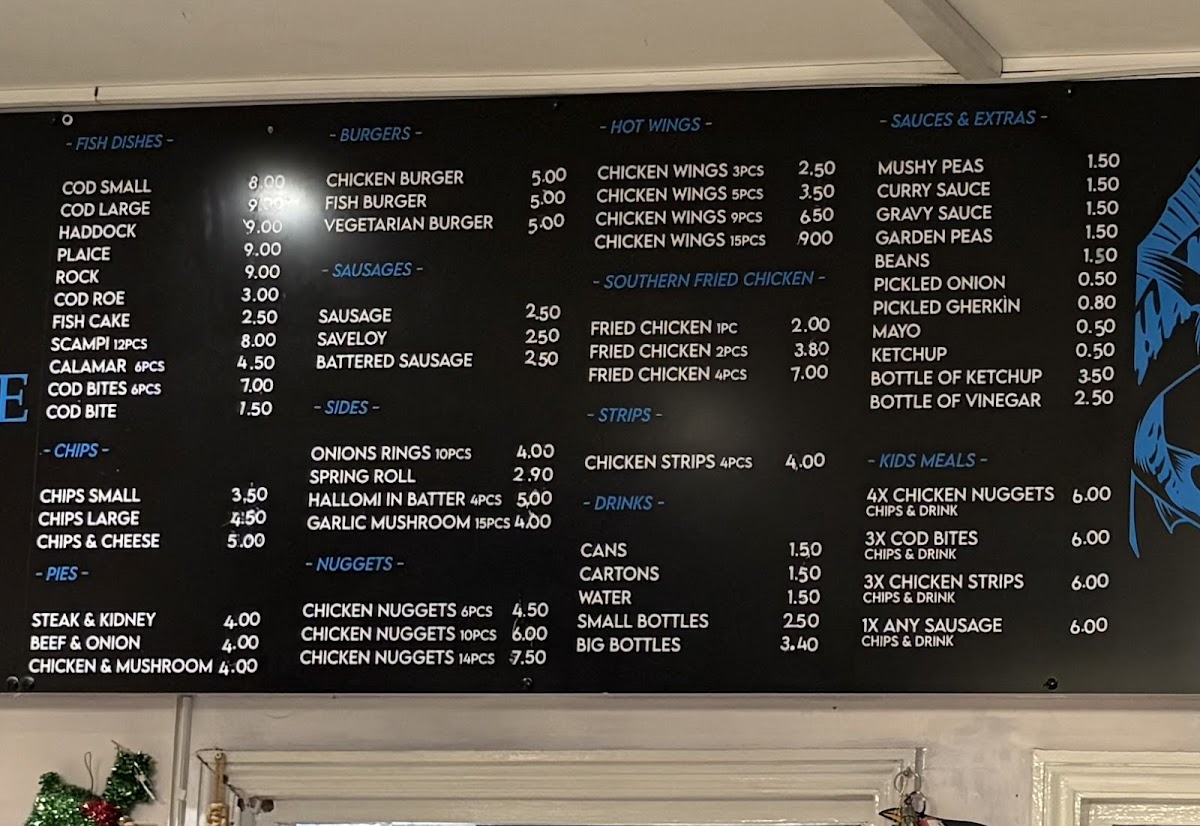 E
- FISH DISHES -
COD SMALL 8.00
COD LARGE 9.00
HADDOCK 9.00
PLAICE 9.00
ROCK 9.00
COD ROE 3.00
FISH CAKE 2.50
SCAMPI 12PCS 8.00
CALAMAR 6PCS 4.50
COD BITES 6PCS 7.00
COD BITE 1.50
- CHIPS -
CHIPS SMALL 3.50
CHIPS LARGE 4.50
CHIPS & CHEESE 5.00
- PIES -
STEAK & KIDNEY 4.00
BEEF & ONION 4.00
CHICKEN & MUSHROOM 4.00
- BURGERS -
CHICKEN BURGER 5.00
FISH BURGER 5.00
VEGETARIAN BURGER 5.00
- SAUSAGES -
SAUSAGE 2.50
SAVELOY 2.50
BATTERED SAUSAGE 2.50
- SIDES -
ONIONS RINGS 10PCS 4.00
SPRING ROLL 2.90
HALLOMI IN BATTER 4PCS 5.00
GARLIC MUSHROOM 15PCS 4.00
- NUGGETS -
CHICKEN NUGGETS 6PCS 4.50
CHICKEN NUGGETS 10PCS 6.00
CHICKEN NUGGETS 14PCS 7.50
- HOT WINGS -
CHICKEN WINGS 3PCS 2.50
CHICKEN WINGS 5PCS 3.50
CHICKEN WINGS 9PCS 6.50
CHICKEN WINGS 15PCS 900
- SOUTHERN FRIED CHICKEN -
FRIED CHICKEN 1PC 2.00
FRIED CHICKEN 2PCS 3.80
FRIED CHICKEN 4PCS 7.00
- STRIPS -
CHICKEN STRIPS 4PCS 4.00
- DRINKS -
CANS 1.50
CARTONS 1.50
WATER 1.50
SMALL BOTTLES 2.50
BIG BOTTLES 3.40
- SAUCES & EXTRAS -
MUSHY PEAS 1.50
CURRY SAUCE 1.50
GRAVY SAUCE 1.50
GARDEN PEAS 1.50
BEANS 1.50
PICKLED ONION 0.50
PICKLED GHERKIN 0.80
MAYO 0.50
KETCHUP 0.50
BOTTLE OF KETCHUP 3.50
BOTTLE OF VINEGAR 2.50
- KIDS MEALS -
4X CHICKEN NUGGETS 6.00
CHIPS & DRINK
3X COD BITES 6.00
CHIPS & DRINK
3X CHICKEN STRIPS 6.00
CHIPS & DRINK
1X ANY SAUSAGE 6.00
CHIPS & DRINK